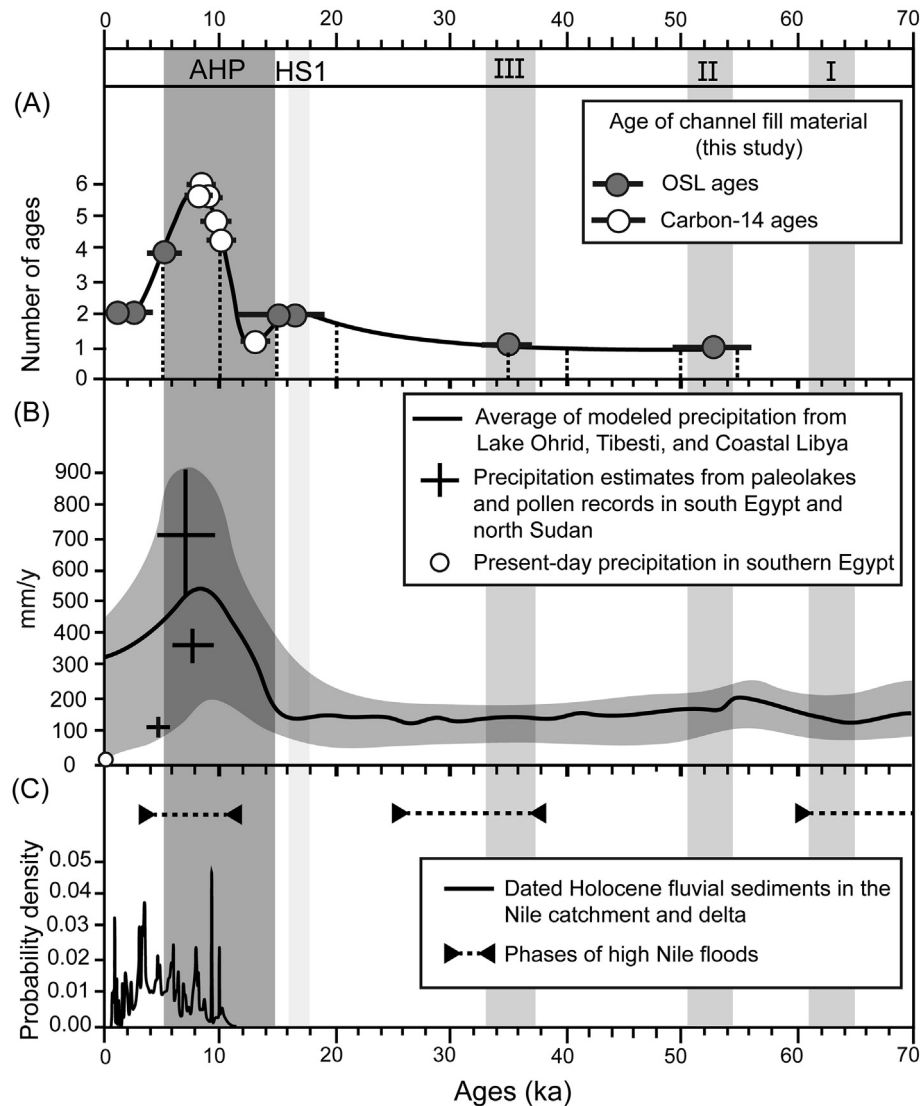 0 10 20 30 40 50 60 70
AHP HS1 III II I
(A)
Age of channel fill material
(this study)
OSL ages
Carbon-14 ages
Number of ages
6
5
4
3
2
1
0
(B)
Average of modeled precipitation from
Lake Ohrid, Tibesti, and Coastal Libya
Precipitation estimates from paleolakes
and pollen records in south Egypt and
north Sudan
Present-day precipitation in southern Egypt
mm/y
900
800
700
600
500
400
300
200
100
0
(C)
Dated Holocene fluvial sediments in the
Nile catchment and delta
Phases of high Nile floods
Probability density
0.05
0.04
0.03
0.02
0.01
0.00
0 10 20 30 40 50 60 70
Ages (ka)